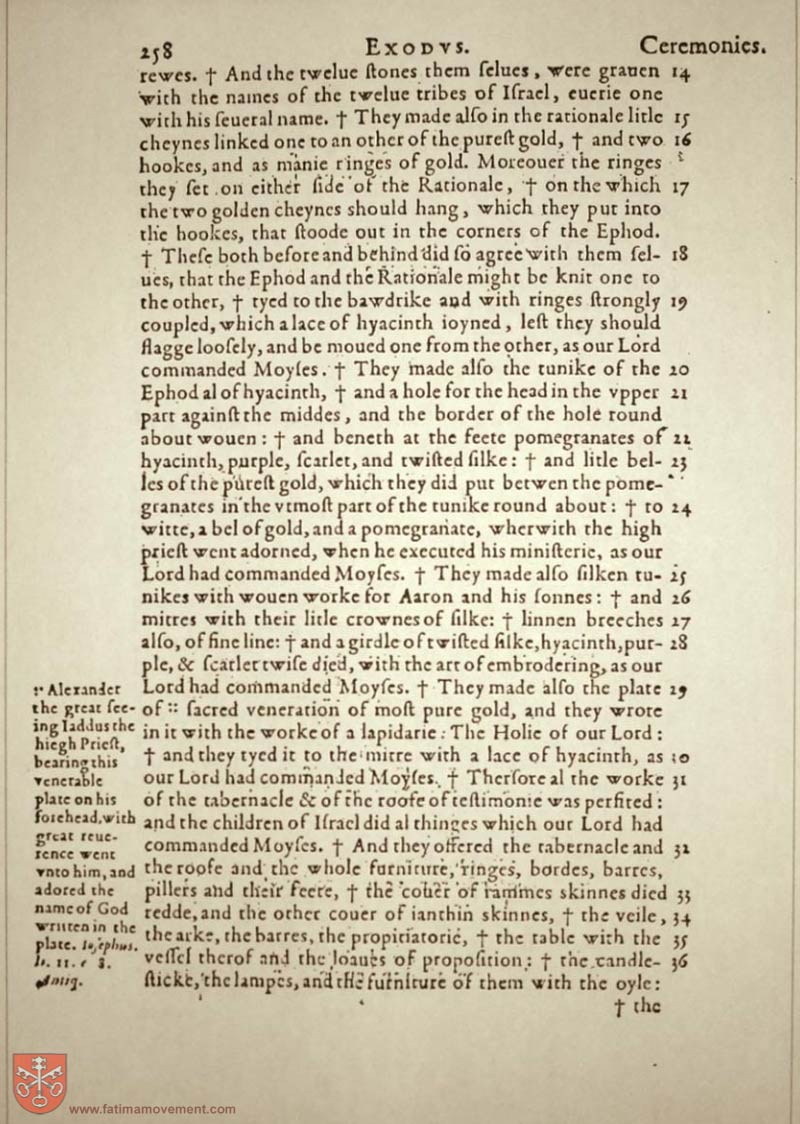 258 EXODVS. Ceremonies.
rewes. † And the twelue ſtones them ſelues, were grauen 14
with the names of the twelue tribes of Iſrael, euerie one
with his ſeueral name. † They made alſo in the rationale litle 15
cheynes linked one to an other of the pureſt gold, † and two 16
hookes, and as manie ringes of gold. Moreouer the ringes
they ſet on either ſide of the Rationale, † on the which 17
the two golden cheynes should hang, which they put into
the hookes, that ſtoode out in the corners of the Ephod.
† Theſe both before and behind did ſo agree with them ſel- 18
ues, that the Ephod and the Rationale might be knit one to
the other, † tyed to the bawdrike and with ringes ſtrongly 19
coupled, which a lace of hyacinth ioyned, leſt they should
flagge looſely, and be moued one from the other, as our Lord
commanded Moyſes. † They made alſo the tunike of the 20
Ephod al of hyacinth, † and a hole for the head in the vpper 21
part againſt the middes, and the border of the hole round
about wouen: † and beneth at the feete pomegranates of 22
hyacinth, purple, ſcarlet, and twiſted ſilke: † and litle bel- 23
les of the pureſt gold, which they did put betwen the pome-
granates in the vtmoſt part of the tunike round about: † to 24
witte, a bel of gold, and a pomegranate, wherwith the high
prieſt went adorned, when he executed his miniſterie, as our
Lord had commanded Moyſes. † They made alſo ſilken tu- 25
nikes with wouen worke for Aaron and his ſonnes: † and 26
mitres with their litle crownes of ſilke: † linnen breeches 27
alſo, of fine line: † and a girdle of twiſted ſilke, hyacinth, pur- 28
ple, & ſcarlet twiſe died, with the art of embrodering, as our
Lord had commanded Moyſes. † They made alſo the plate 29
of :: ſacred veneration of moſt pure gold, and they wrote
in it with the worke of a lapidarie: The Holie of our Lord:
† and they tyed it to the mitre with a lace of hyacinth, as 30
our Lord had commanded Moyſes. † Therfore al the worke 31
of the tabernacle & of the roofe of teſtimonie was perfited:
and the children of Iſrael did al thinges which our Lord had
commanded Moyſes. † And they offered the tabernacle and 32
the roofe and the whole furniture, ringes, bordes, barres,
pillers and their feete, † the couer of rammes skinnes died 33
redde, and the other couer of ianthin skinnes, † the veile, 34
the arke, the barres, the propitiatorie, † the table with the 35
veſſel therof and the loaues of propoſition: † the candle- 36
ſticke, the lampes, and the furniture of them with the oyle:
† the
:: Alexander
the great ſee-
ing Iaddus the
hiegh Prieſt,
bearing this
venerable
plate on his
forehead, with
great reue-
rence went
vnto him, and
adored the
name of God
written in the
plate. Ioſephus.
li. 11. c 8.
Antiq.
www.fatimamovement.com